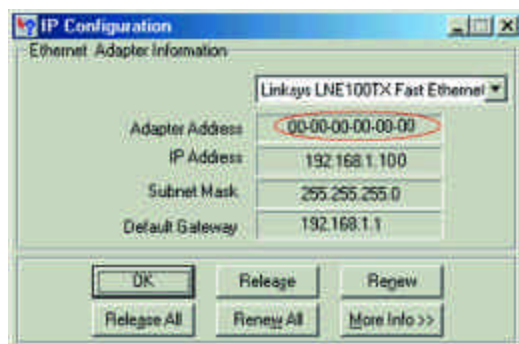 IP Configuration
Ethernet Adapter Information
Linksys LNE100TX Fast Ethernet
Adapter Address 00-00-00-00-00-00
IP Address 192.168.1.100
Subnet Mask 255.255.255.0
Default Gateway 192.168.1.1
OK Release Renew
Release All Renew All More Info >>